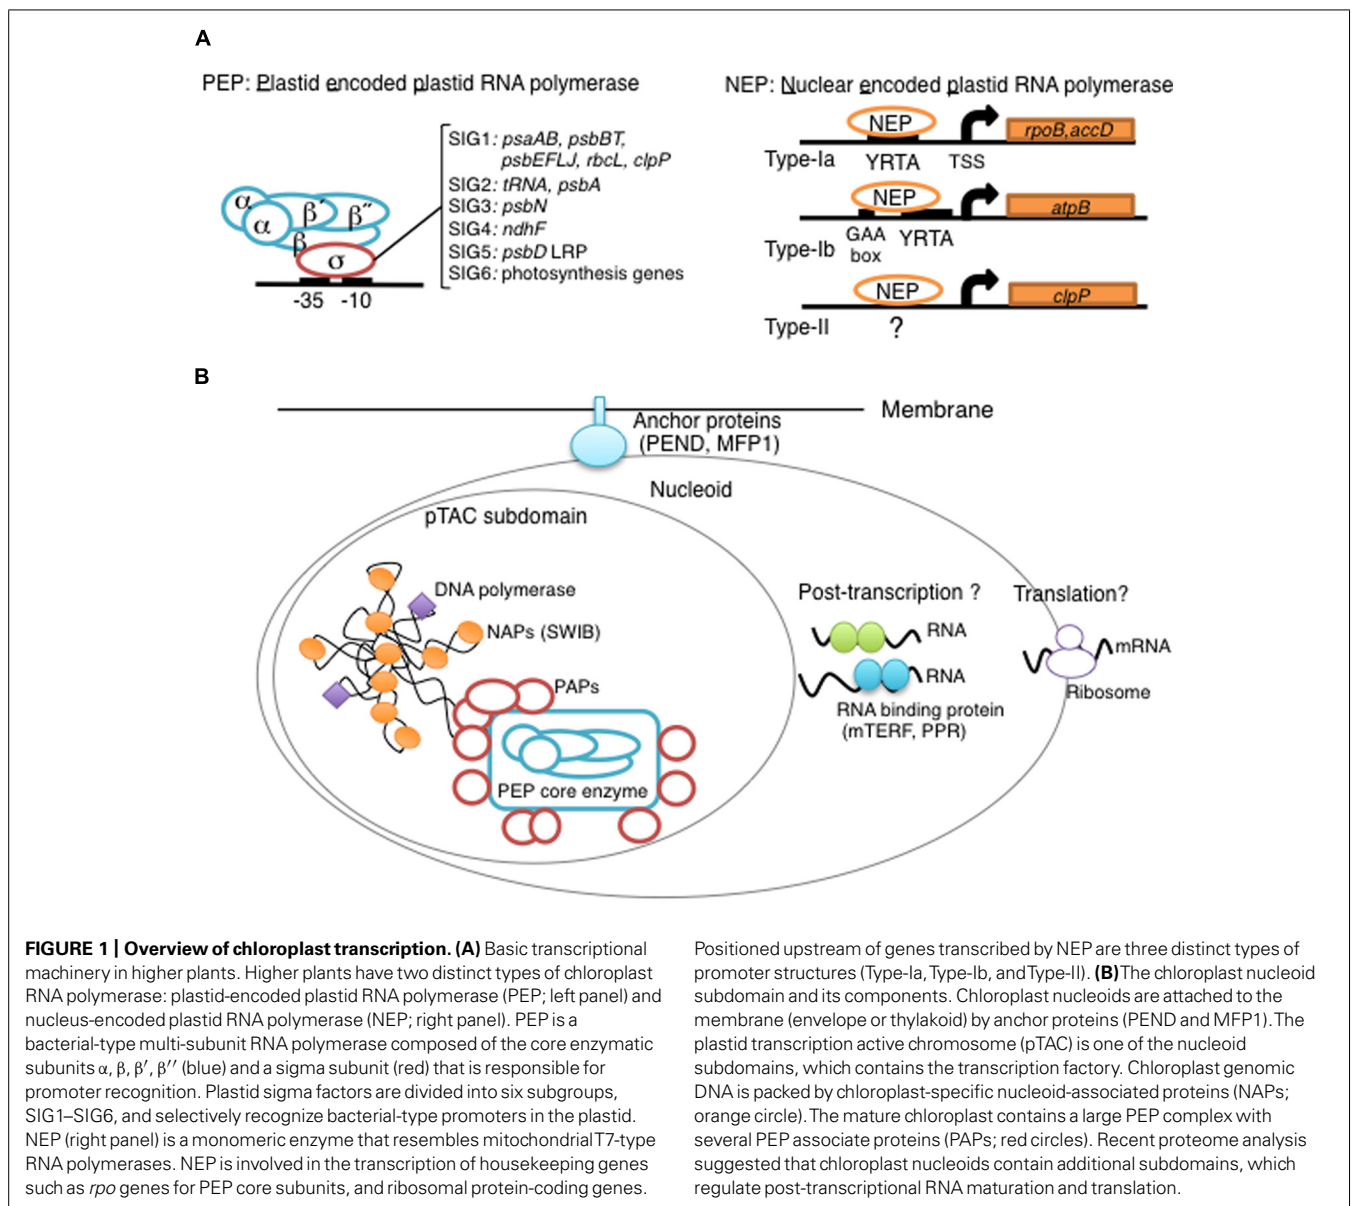 A
PEP: Plastid encoded plastid RNA polymerase
SIG1: psaAB, psbBT,
psbEFLJ, rbcL, clpP
SIG2: tRNA, psbA
SIG3: psbN
SIG4: ndhF
SIG5: psbD LRP
SIG6: photosynthesis genes
α
α
β′
β″
β
σ
-35 -10
NEP: Nuclear encoded plastid RNA polymerase
NEP
rpoB,accD
Type-Ia YRTA TSS
NEP
atpB
Type-Ib GAA box YRTA
NEP
clpP
Type-II ?
B
Membrane
Anchor proteins
(PEND, MFP1)
Nucleoid
pTAC subdomain
DNA polymerase
NAPs (SWIB)
PAPs
PEP core enzyme
Post-transcription ?
RNA
RNA
RNA binding protein
(mTERF, PPR)
Translation?
mRNA
Ribosome
FIGURE 1 | Overview of chloroplast transcription. (A) Basic transcriptional
machinery in higher plants. Higher plants have two distinct types of chloroplast
RNA polymerase: plastid-encoded plastid RNA polymerase (PEP; left panel) and
nucleus-encoded plastid RNA polymerase (NEP; right panel). PEP is a
bacterial-type multi-subunit RNA polymerase composed of the core enzymatic
subunits α, β, β′, β′′ (blue) and a sigma subunit (red) that is responsible for
promoter recognition. Plastid sigma factors are divided into six subgroups,
SIG1–SIG6, and selectively recognize bacterial-type promoters in the plastid.
NEP (right panel) is a monomeric enzyme that resembles mitochondrial T7-type
RNA polymerases. NEP is involved in the transcription of housekeeping genes
such as rpo genes for PEP core subunits, and ribosomal protein-coding genes.
Positioned upstream of genes transcribed by NEP are three distinct types of
promoter structures (Type-Ia, Type-Ib, and Type-II). (B) The chloroplast nucleoid
subdomain and its components. Chloroplast nucleoids are attached to the
membrane (envelope or thylakoid) by anchor proteins (PEND and MFP1). The
plastid transcription active chromosome (pTAC) is one of the nucleoid
subdomains, which contains the transcription factory. Chloroplast genomic
DNA is packed by chloroplast-specific nucleoid-associated proteins (NAPs;
orange circle). The mature chloroplast contains a large PEP complex with
several PEP associate proteins (PAPs; red circles). Recent proteome analysis
suggested that chloroplast nucleoids contain additional subdomains, which
regulate post-transcriptional RNA maturation and translation.